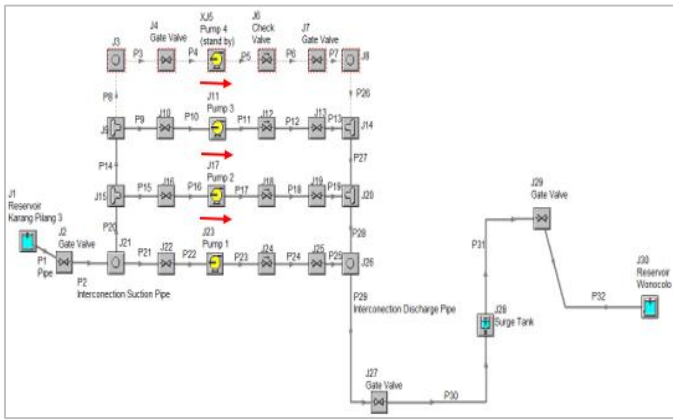 J4
Gate Valve
XJ5
Pump 4
(stand by)
J6
Check
Valve
J7
Gate Valve
J3
P3
P4
P5
P6
P7
J8
P8
P26
J11
Pump 3
J9
P9
J10
P10
P11
J12
P12
J13
P13
J14
P14
P27
J17
Pump 2
J15
P15
J16
P16
P17
J18
P18
J19
P19
J20
J29
Gate Valve
J1
Reservoir
Karang Pilang 3
J2
Gate Valve
P20
J21
P28
J23
Pump 1
P31
P1
Pipe
P21
J22
P22
P23
J24
P24
J25
P25
J26
J30
Reservoir
Wonocolo
P2
Interconection Suction Pipe
P29
Interconection Discharge Pipe
P32
J28
Surge Tank
J27
Gate Valve
P30